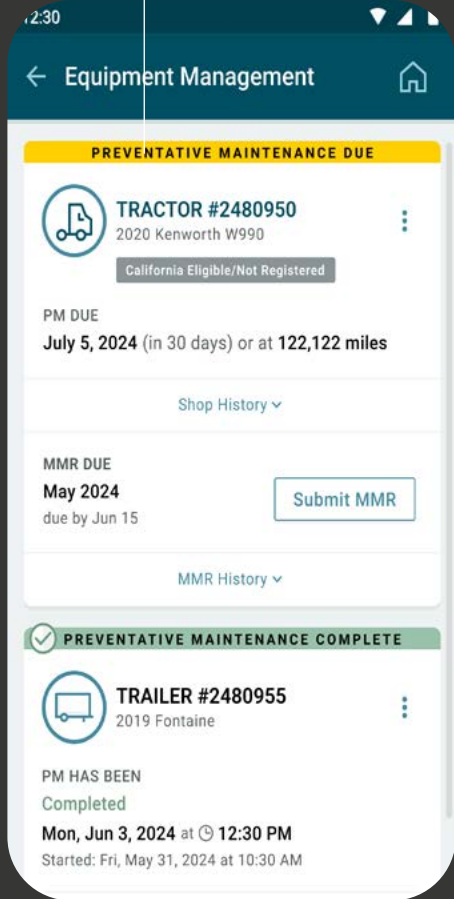 12:30
Equipment Management
PREVENTATIVE MAINTENANCE DUE
TRACTOR #2480950
2020 Kenworth W990
California Eligible/Not Registered
PM DUE
July 5, 2024 (in 30 days) or at 122,122 miles
Shop History
MMR DUE
May 2024
due by Jun 15
Submit MMR
MMR History
PREVENTATIVE MAINTENANCE COMPLETE
TRAILER #2480955
2019 Fontaine
PM HAS BEEN
Completed
Mon, Jun 3, 2024 at 12:30 PM
Started: Fri, May 31, 2024 at 10:30 AM